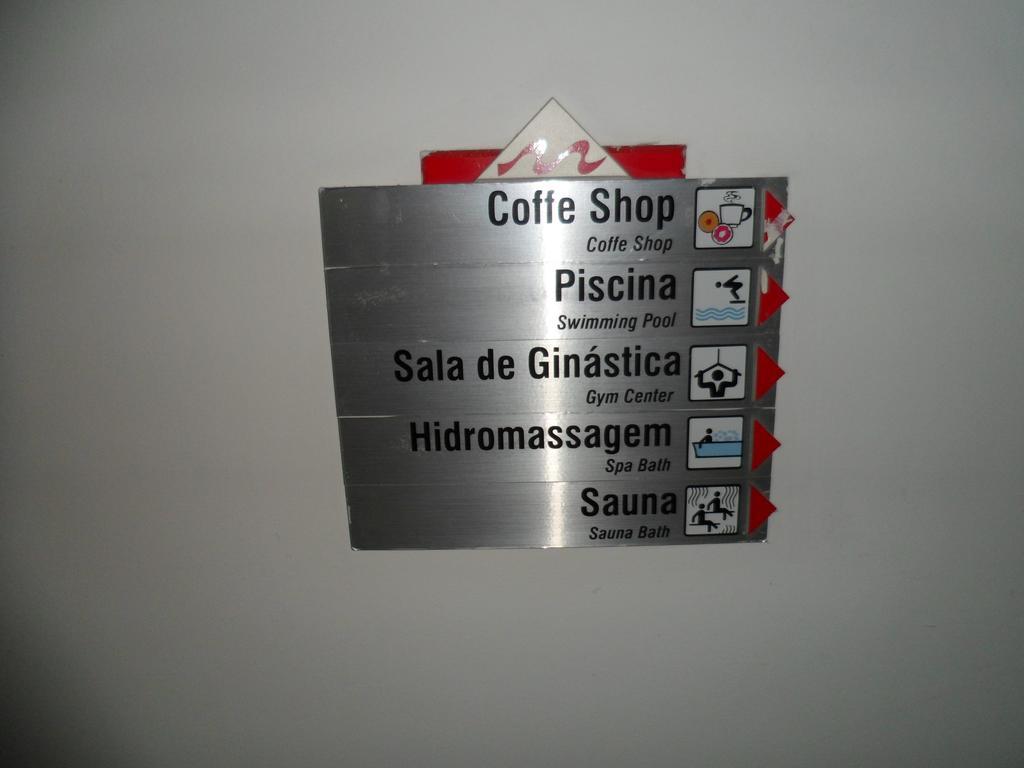 Coffe Shop
Coffe Shop
Piscina
Swimming Pool
Sala de Ginástica
Gym Center
Hidromassagem
Spa Bath
Sauna
Sauna Bath